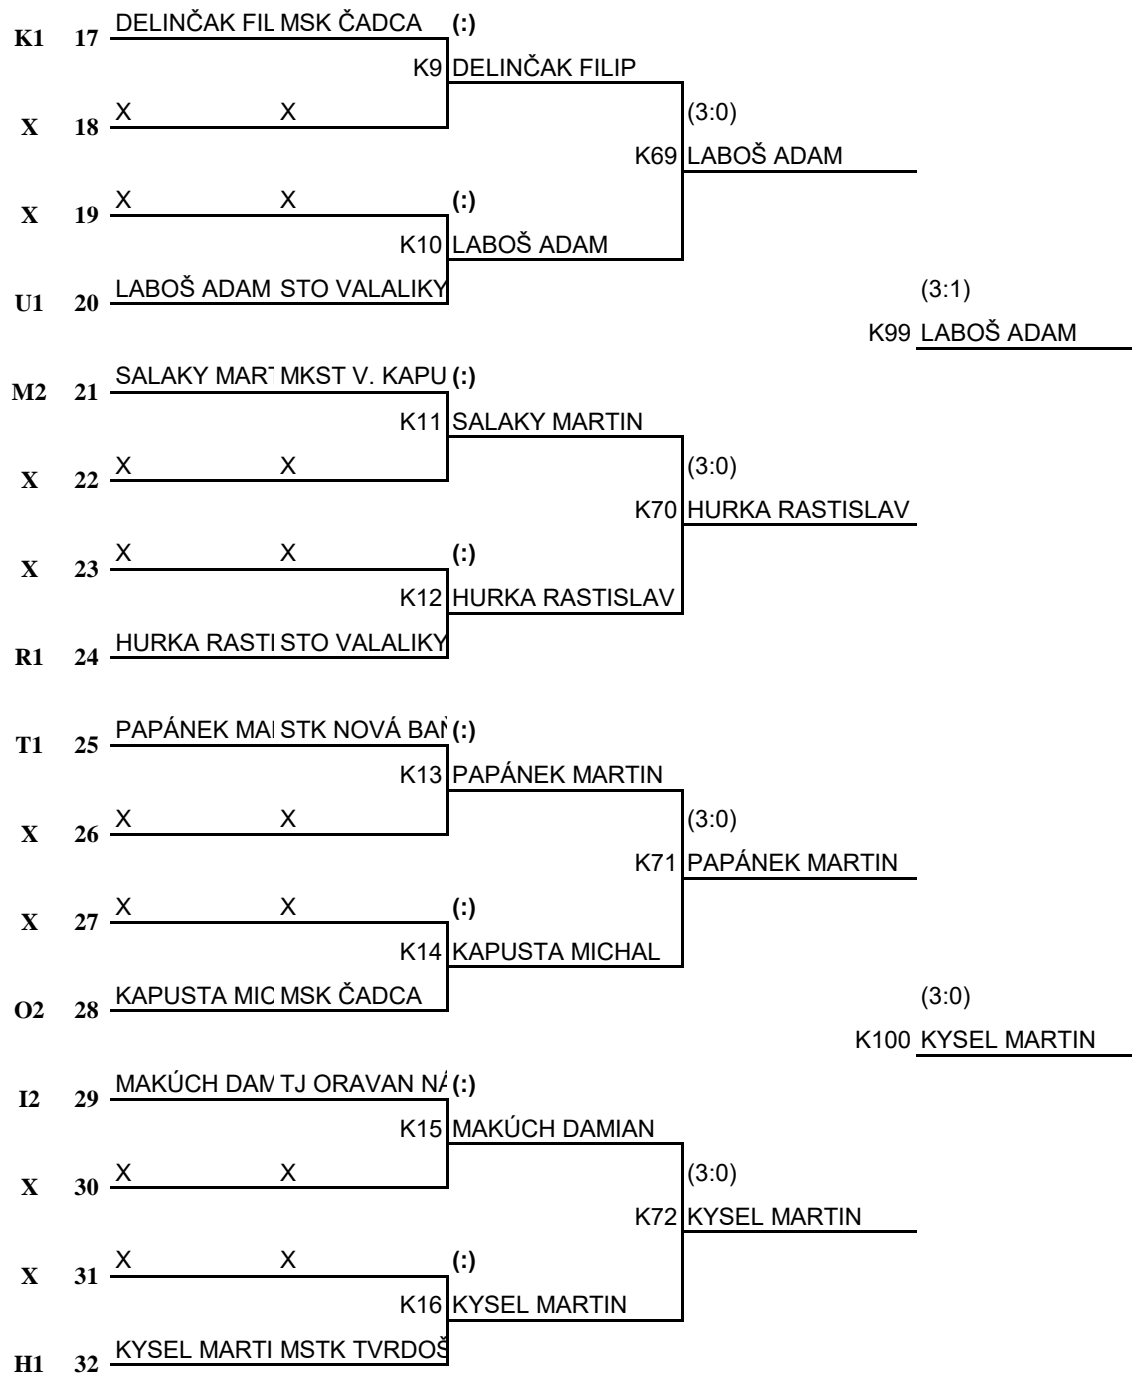 K1 17 DELINČAK FIL MSK ČADCA (:)
K9 DELINČAK FILIP
X 18 X X (3:0)
K69 LABOŠ ADAM
X 19 X X (:)
K10 LABOŠ ADAM
U1 20 LABOŠ ADAM STO VALALIKY (3:1)
K99 LABOŠ ADAM
M2 21 SALAKY MART MKST V. KAPU (:)
K11 SALAKY MARTIN
X 22 X X (3:0)
K70 HURKA RASTISLAV
X 23 X X (:)
K12 HURKA RASTISLAV
R1 24 HURKA RASTI STO VALALIKY
T1 25 PAPÁNEK MAI STK NOVÁ BAŇ (:)
K13 PAPÁNEK MARTIN
X 26 X X (3:0)
K71 PAPÁNEK MARTIN
X 27 X X (:)
K14 KAPUSTA MICHAL
O2 28 KAPUSTA MIC MSK ČADCA (3:0)
K100 KYSEL MARTIN
I2 29 MAKÚCH DAM TJ ORAVAN NÁ (:)
K15 MAKÚCH DAMIAN
X 30 X X (3:0)
K72 KYSEL MARTIN
X 31 X X (:)
K16 KYSEL MARTIN
H1 32 KYSEL MARTI MSTK TVRDOŠ